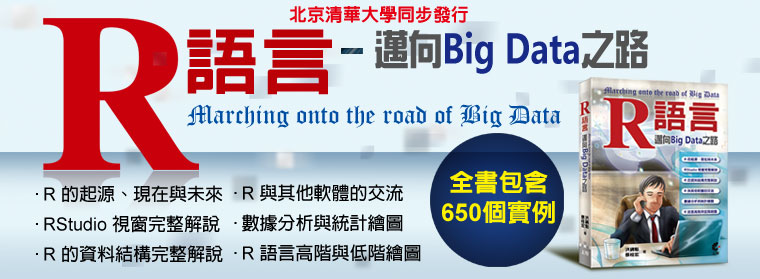 北京清華大學同步發行
R語言-邁向Big Data之路
Marching onto the road of Big Data
· R 的起源、現在與未來
· RStudio 視窗完整解說
· R 的資料結構完整解說
· R 與其他軟體的交流
· 數據分析與統計繪圖
· R 語言高階與低階繪圖
全書包含
650個實例
Marching onto the road of Big Data
R語言
邁向Big Data之路